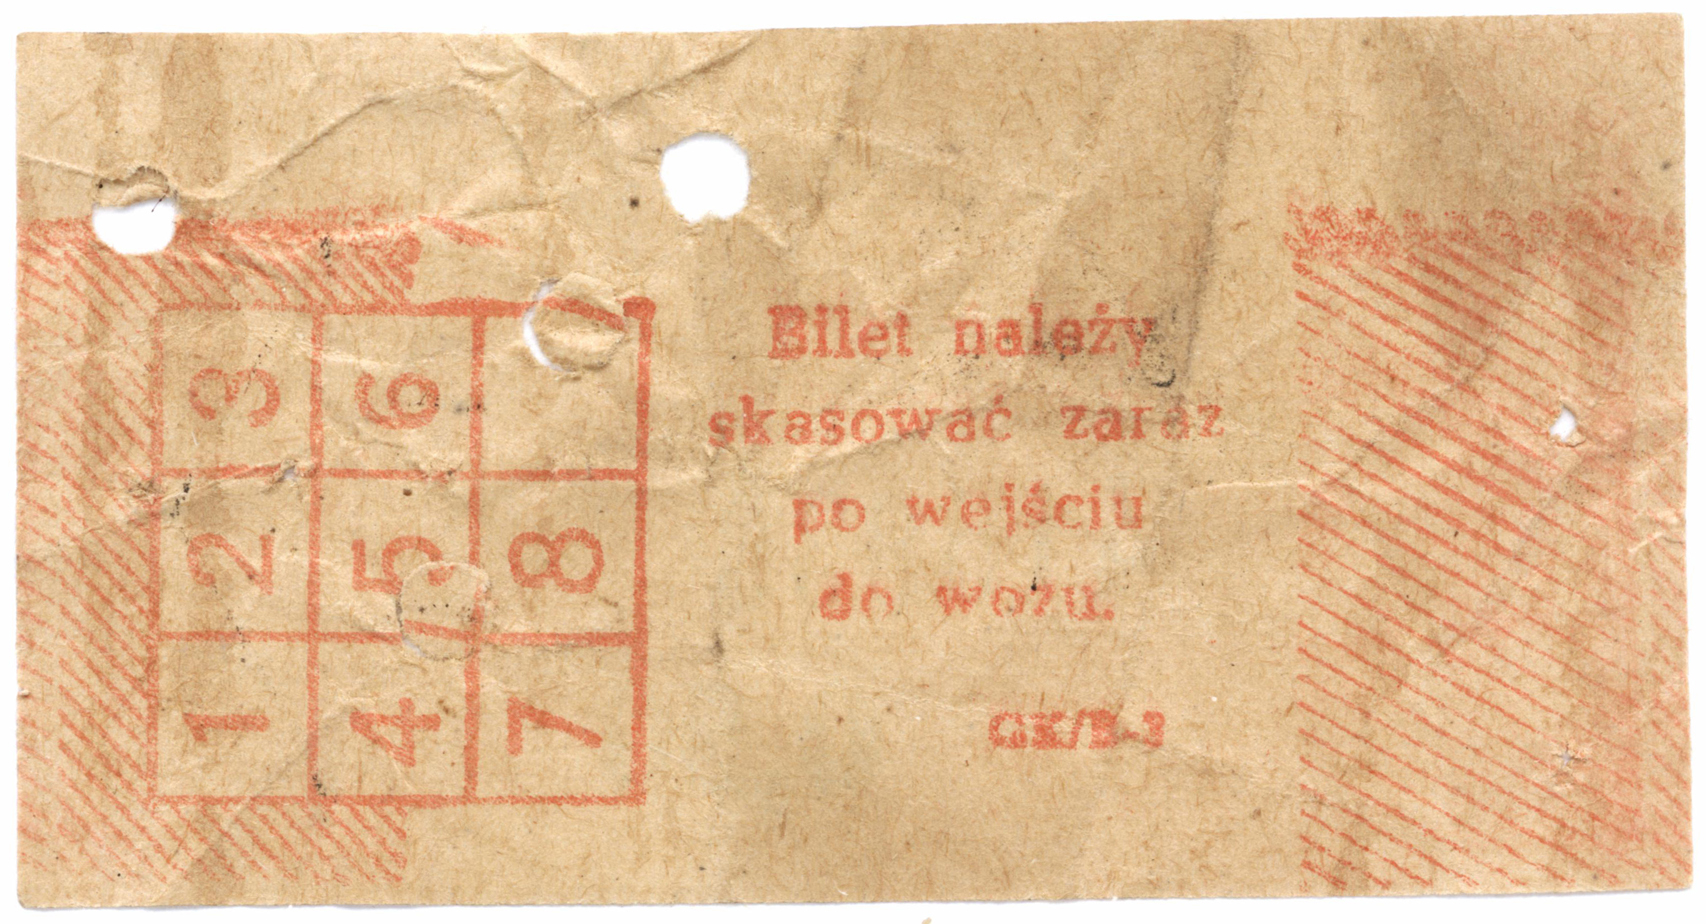 3 6
2 5 8
1 4 7
Bilet należy
skasować zaraz
po wejściu
do wozu.